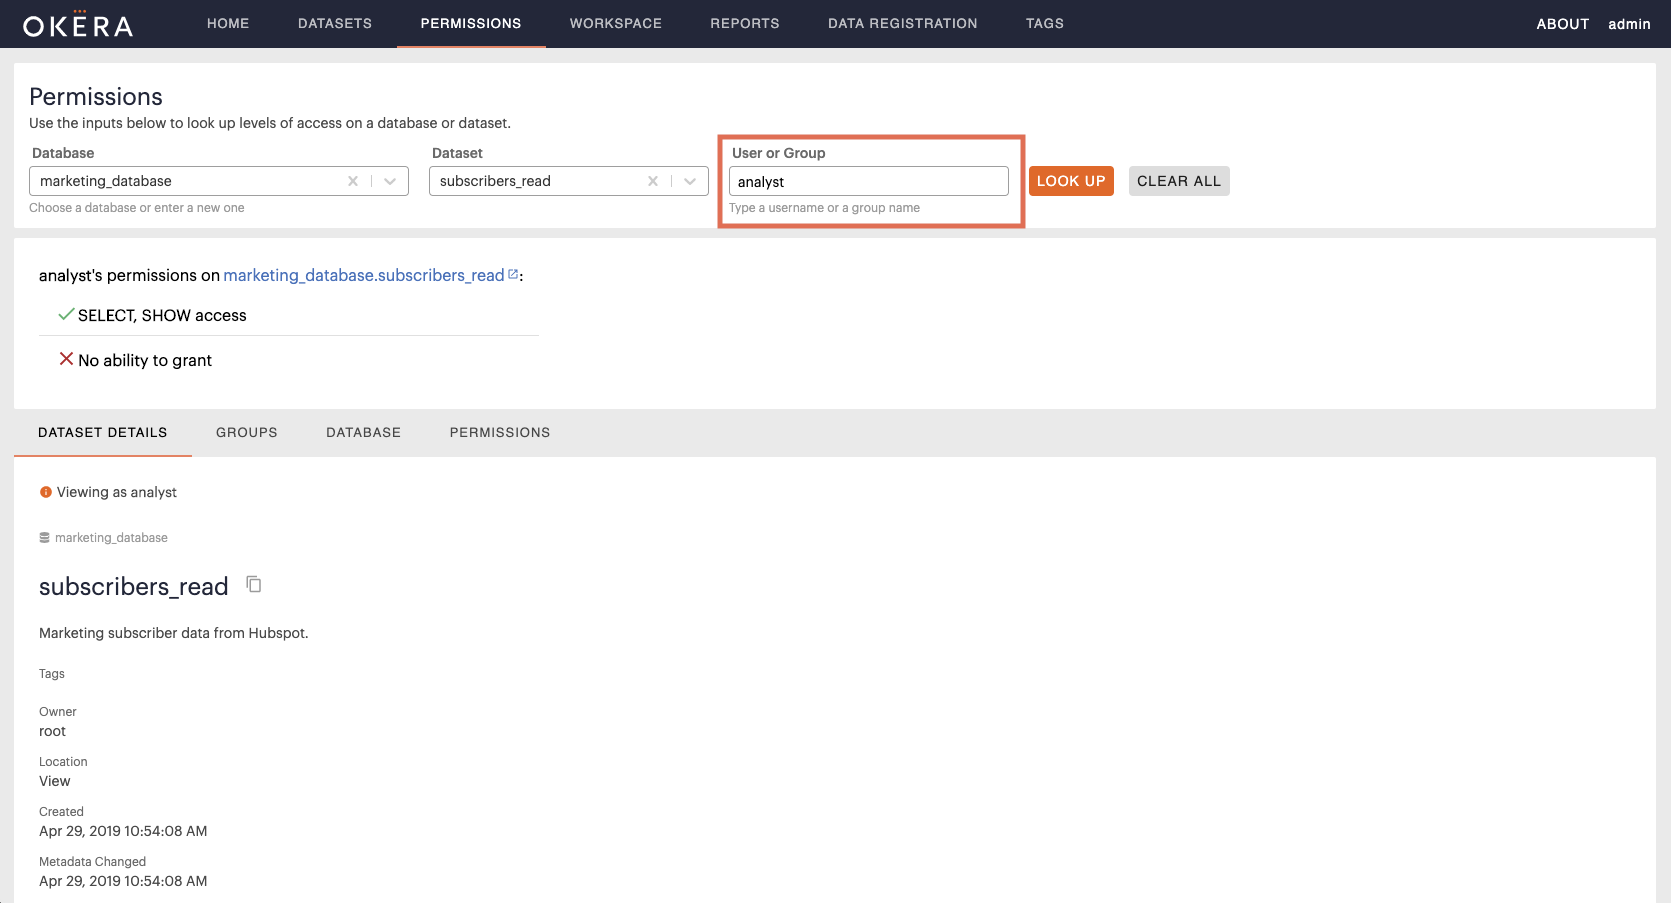 OKERA HOME DATASETS PERMISSIONS WORKSPACE REPORTS DATA REGISTRATION TAGS ABOUT admin
Permissions
Use the inputs below to look up levels of access on a database or dataset.
Database Dataset User or Group
marketing_database subscribers_read analyst LOOK UP CLEAR ALL
Choose a database or enter a new one Type a username or a group name
analyst's permissions on marketing_database.subscribers_read:
SELECT, SHOW access
No ability to grant
DATASET DETAILS GROUPS DATABASE PERMISSIONS
Viewing as analyst
marketing_database
subscribers_read
Marketing subscriber data from Hubspot.
Tags
Owner
root
Location
View
Created
Apr 29, 2019 10:54:08 AM
Metadata Changed
Apr 29, 2019 10:54:08 AM